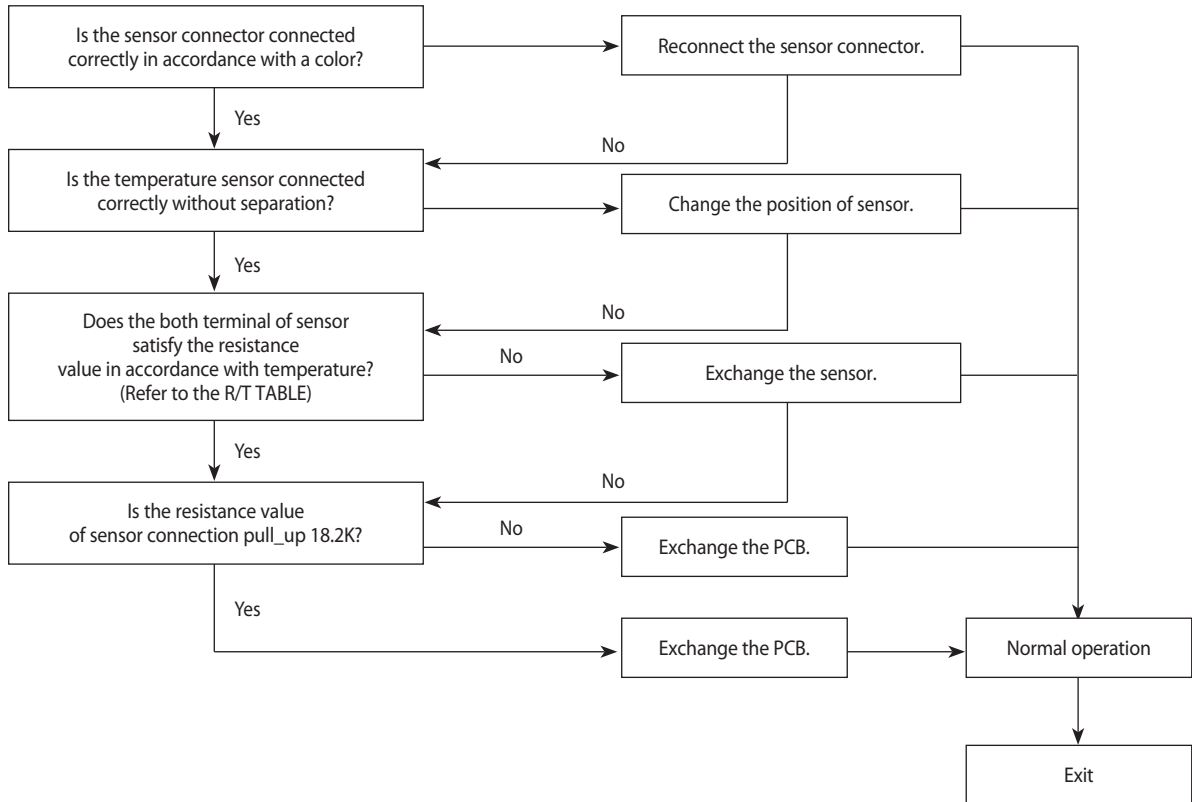 Is the sensor connector connected
correctly in accordance with a color?
Reconnect the sensor connector.
Yes
No
Is the temperature sensor connected
correctly without separation?
Change the position of sensor.
Yes
No
Does the both terminal of sensor
satisfy the resistance
value in accordance with temperature?
(Refer to the R/T TABLE)
No
Exchange the sensor.
Yes
No
Is the resistance value
of sensor connection pull_up 18.2K?
No
Exchange the PCB.
Yes
Exchange the PCB.
Normal operation
Exit